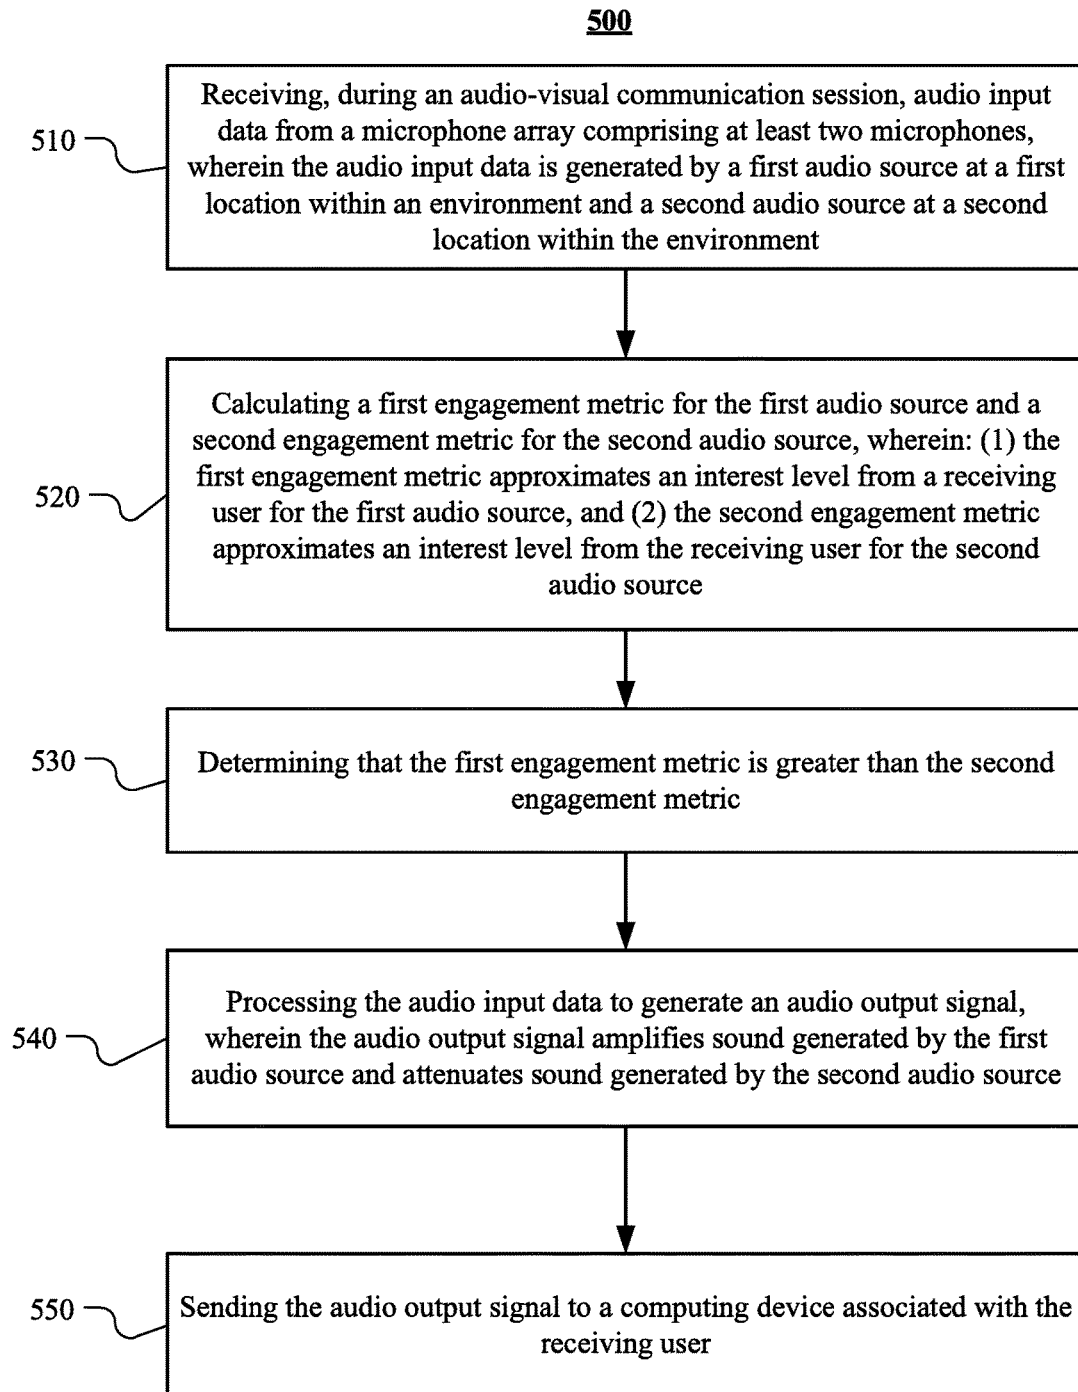 500
510
Receiving, during an audio-visual communication session, audio input
data from a microphone array comprising at least two microphones,
wherein the audio input data is generated by a first audio source at a first
location within an environment and a second audio source at a second
location within the environment
520
Calculating a first engagement metric for the first audio source and a
second engagement metric for the second audio source, wherein: (1) the
first engagement metric approximates an interest level from a receiving
user for the first audio source, and (2) the second engagement metric
approximates an interest level from the receiving user for the second
audio source
530
Determining that the first engagement metric is greater than the second
engagement metric
540
Processing the audio input data to generate an audio output signal,
wherein the audio output signal amplifies sound generated by the first
audio source and attenuates sound generated by the second audio source
550
Sending the audio output signal to a computing device associated with the
receiving user